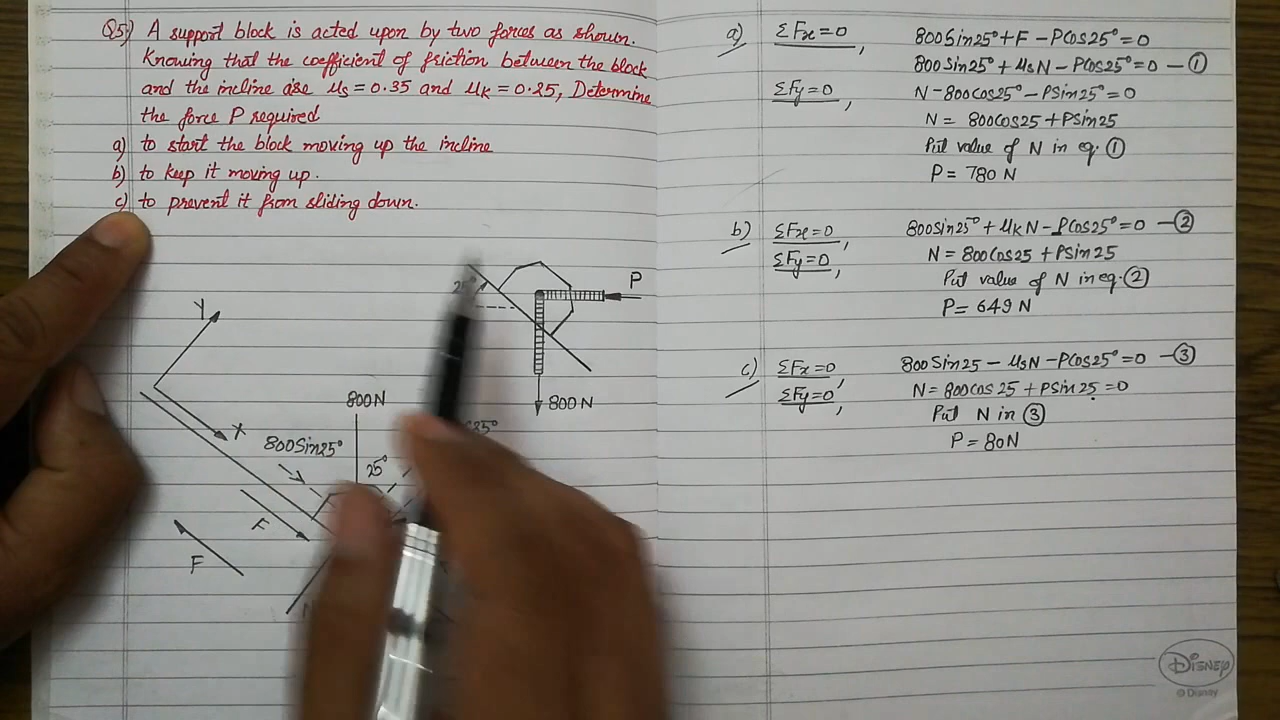 Q5) A support block is acted upon by two forces as shown.
Knowing that the coefficient of friction between the block
and the incline are μs = 0.35 and μK = 0.25, Determine
the force P required
a) to start the block moving up the incline
b) to keep it moving up.
c) to prevent it from sliding down.
25°
P
800N
Y
X
800N
800Sin25°
25°
25°
F
F
N
a) ΣFx=0, 800Sin25°+F-PCos25°=0
800Sin25°+μsN-PCos25°=0 —①
ΣFy=0, N-800cos25°-PSin25°=0
N= 800cos25+Psin25
Put value of N in eq. ①
P= 780 N
b) ΣFx=0, 800sin25°+μKN-PCos25°=0 —②
ΣFy=0, N=800Cos25+PSin25
Put value of N in eq. ②
P= 649 N
c) ΣFx=0, 800Sin25-μsN-PCos25°=0 —③
ΣFy=0, N=800cos25+PSin25=0
Put N in ③
P= 80N
DISNEY
© Disney